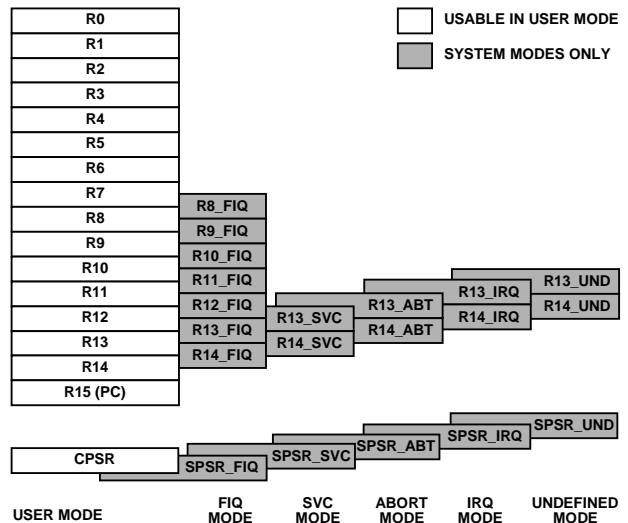 R0
R1
R2
R3
R4
R5
R6
R7
R8
R9
R10
R11
R12
R13
R14
R15 (PC)
USABLE IN USER MODE
SYSTEM MODES ONLY
R8_FIQ
R9_FIQ
R10_FIQ
R11_FIQ
R12_FIQ
R13_FIQ
R14_FIQ
R13_SVC
R14_SVC
R13_ABT
R14_ABT
R13_IRQ
R14_IRQ
R13_UND
R14_UND
CPSR
SPSR_FIQ
SPSR_SVC
SPSR_ABT
SPSR_IRQ
SPSR_UND
USER MODE
FIQ
MODE
SVC
MODE
ABORT
MODE
IRQ
MODE
UNDEFINED
MODE